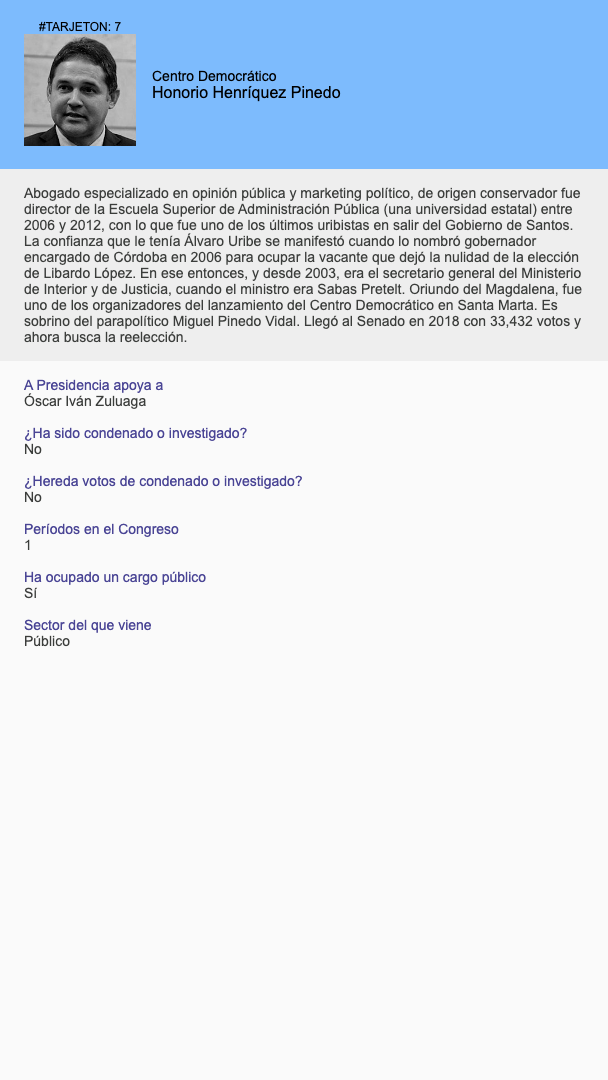 #TARJETON: 7
Centro Democrático
Honorio Henríquez Pinedo
Abogado especializado en opinión pública y marketing político, de origen conservador fue
director de la Escuela Superior de Administración Pública (una universidad estatal) entre
2006 y 2012, con lo que fue uno de los últimos uribistas en salir del Gobierno de Santos.
La confianza que le tenía Álvaro Uribe se manifestó cuando lo nombró gobernador
encargado de Córdoba en 2006 para ocupar la vacante que dejó la nulidad de la elección
de Libardo López. En ese entonces, y desde 2003, era el secretario general del Ministerio
de Interior y de Justicia, cuando el ministro era Sabas Pretelt. Oriundo del Magdalena, fue
uno de los organizadores del lanzamiento del Centro Democrático en Santa Marta. Es
sobrino del parapolítico Miguel Pinedo Vidal. Llegó al Senado en 2018 con 33,432 votos y
ahora busca la reelección.
A Presidencia apoya a
Óscar Iván Zuluaga
¿Ha sido condenado o investigado?
No
¿Hereda votos de condenado o investigado?
No
Períodos en el Congreso
1
Ha ocupado un cargo público
Sí
Sector del que viene
Público